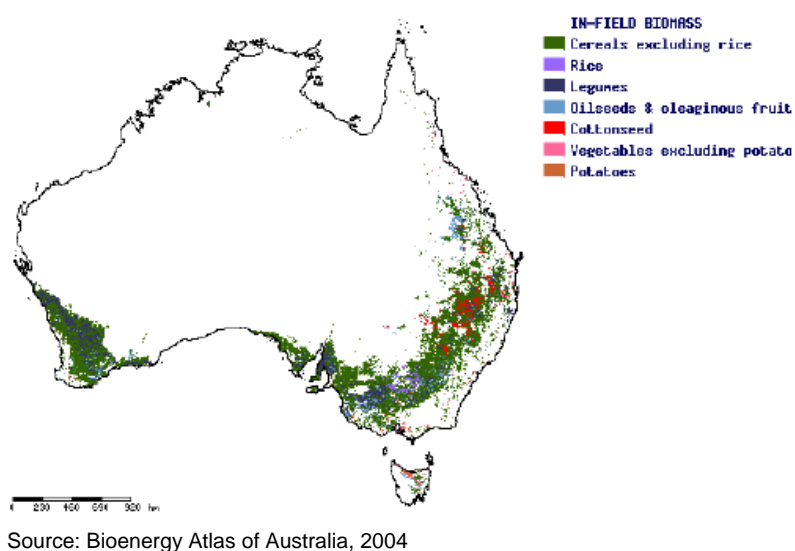 IN-FIELD BIOMASS
Cereals excluding rice
Rice
Legumes
Oilseeds & oleaginous fruit
Cottonseed
Vegetables excluding potato
Potatoes
0 230 460 690 920 km
Source: Bioenergy Atlas of Australia, 2004